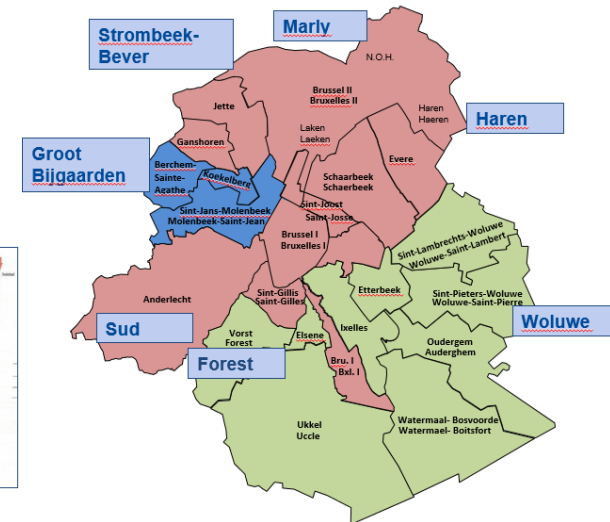 Marly
Strombeek-
Bever
N.O.H.
Brussel II
Bruxelles II
Jette
Haren
Haeren
Haren
Laken
Laeken
Ganshoren
Evere
Groot
Bijgaarden
Berchem-
Sainte-
Agathe
Koekelberg
Schaarbeek
Schaerbeek
Sint-Joost
Saint-Josse
Sint-Jans-Molenbeek
Molenbeek-Saint-Jean
Brussel I
Bruxelles I
Sint-Lambrechts-Woluwe
Woluwe-Saint-Lambert
Etterbeek
Sint-Pieters-Woluwe
Woluwe-Saint-Pierre
Anderlecht
Sint-Gillis
Saint-Gilles
Woluwe
Sud
Vorst
Forest
Elsene
Ixelles
Oudergem
Auderghem
Forest
Bru. I
Bxl. I
Ukkel
Uccle
Watermaal- Bosvoorde
Watermael- Boitsfort